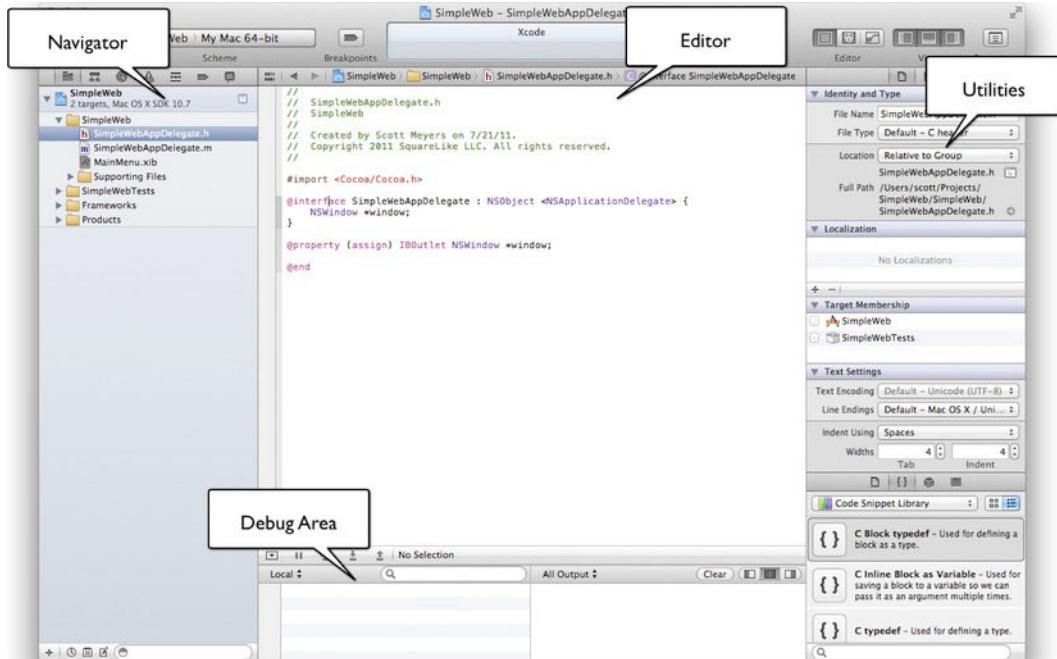 SimpleWeb – SimpleWebAppDelegat
Navigator
Web › My Mac 64-bit
Scheme
Breakpoints
Xcode
Editor
Editor
Utilities
SimpleWeb
2 targets, Mac OS X SDK 10.7
SimpleWeb
SimpleWebAppDelegate.h
SimpleWebAppDelegate.m
MainMenu.xib
Supporting Files
SimpleWebTests
Frameworks
Products
SimpleWeb › SimpleWeb › SimpleWebAppDelegate.h › interface SimpleWebAppDelegate
//
// SimpleWebAppDelegate.h
// SimpleWeb
//
// Created by Scott Meyers on 7/21/11.
// Copyright 2011 SquareLike LLC. All rights reserved.
//
#import <Cocoa/Cocoa.h>
@interface SimpleWebAppDelegate : NSObject <NSApplicationDelegate> {
NSWindow *window;
}
@property (assign) IBOutlet NSWindow *window;
@end
Debug Area
No Selection
Local
All Output
Clear
Identity and Type
File Name
File Type Default – C header
Location Relative to Group
SimpleWebAppDelegate.h
Full Path /Users/scott/Projects/
SimpleWeb/SimpleWeb/
SimpleWebAppDelegate.h
Localization
No Localizations
+ −
Target Membership
SimpleWeb
SimpleWebTests
Text Settings
Text Encoding Default – Unicode (UTF-8)
Line Endings Default – Mac OS X / Uni...
Indent Using Spaces
Widths 4 4
Tab Indent
Code Snippet Library
{ } C Block typedef – Used for defining a
block as a type.
{ } C Inline Block as Variable – Used for
saving a block to a variable so we can
pass it as an argument multiple times.
{ } C typedef – Used for defining a type.